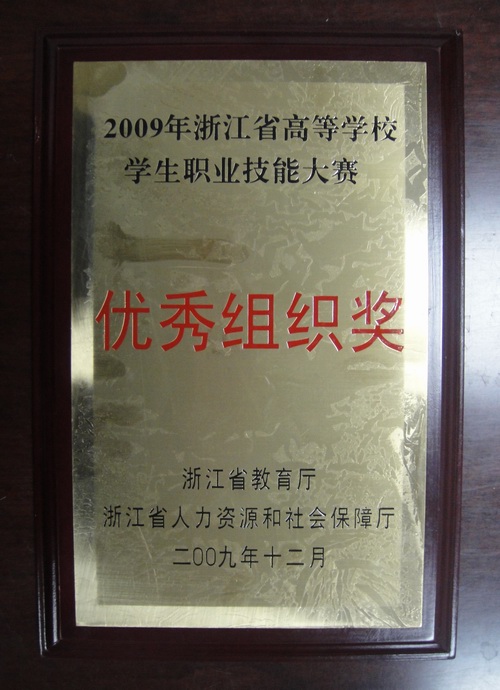 2009年浙江省高等学校
学生职业技能大赛
优秀组织奖
浙江省教育厅
浙江省人力资源和社会保障厅
二00九年十二月